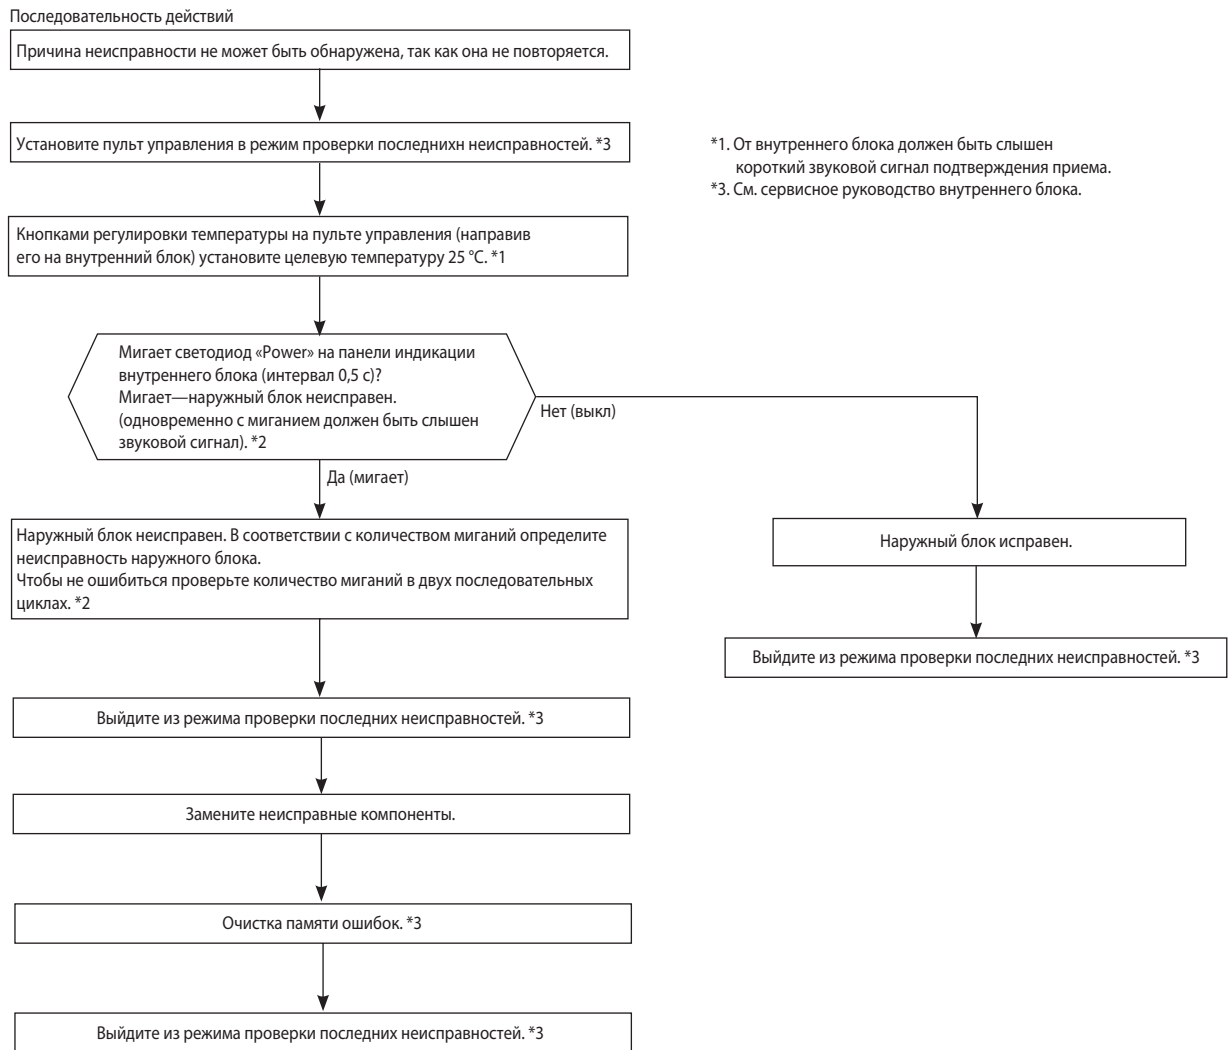 Последовательность действий
Причина неисправности не может быть обнаружена, так как она не повторяется.
Установите пульт управления в режим проверки последнихн неисправностей. *3
*1. От внутреннего блока должен быть слышен
короткий звуковой сигнал подтверждения приема.
*3. См. сервисное руководство внутреннего блока.
Кнопками регулировки температуры на пульте управления (направив
его на внутренний блок) установите целевую температуру 25 °С. *1
Мигает светодиод «Power» на панели индикации
внутреннего блока (интервал 0,5 с)?
Мигает—наружный блок неисправен.
(одновременно с миганием должен быть слышен
звуковой сигнал). *2
Нет (выкл)
Да (мигает)
Наружный блок неисправен. В соответствии с количеством миганий определите
неисправность наружного блока.
Чтобы не ошибиться проверьте количество миганий в двух последовательных
циклах. *2
Наружный блок исправен.
Выйдите из режима проверки последних неисправностей. *3
Выйдите из режима проверки последних неисправностей. *3
Замените неисправные компоненты.
Очистка памяти ошибок. *3
Выйдите из режима проверки последних неисправностей. *3